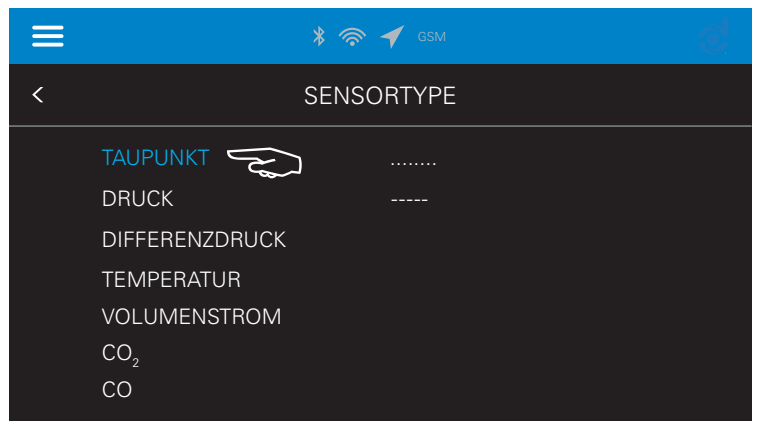 GSM
< SENSORTYPE
TAUPUNKT ........
DRUCK -----
DIFFERENZDRUCK
TEMPERATUR
VOLUMENSTROM
CO₂
CO